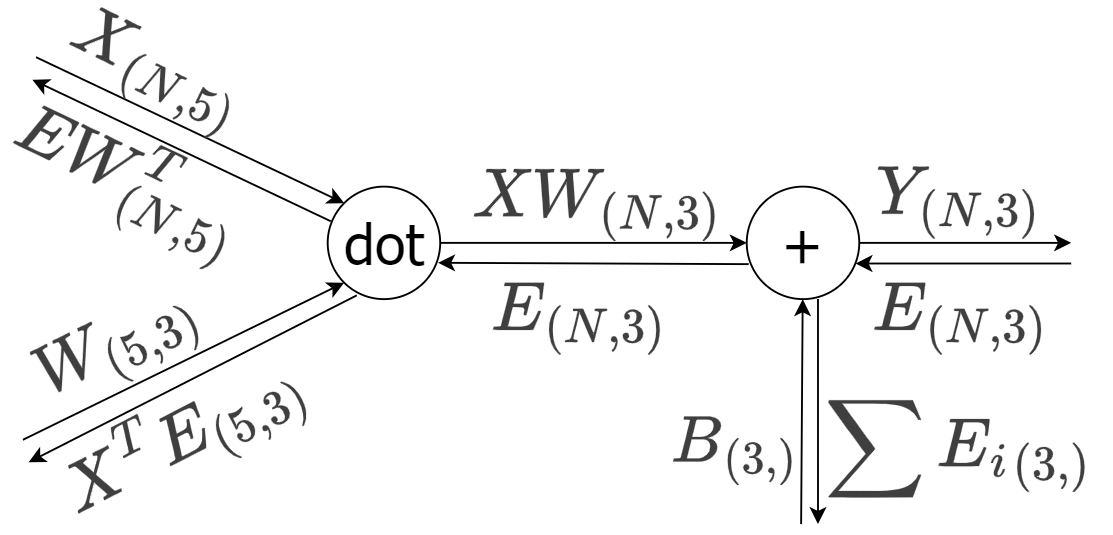 X(N,5)
EW^T(N,5)
dot
XW(N,3)
E(N,3)
+
Y(N,3)
E(N,3)
W(5,3)
X^T E(5,3)
B(3,)
∑ E_i(3,)